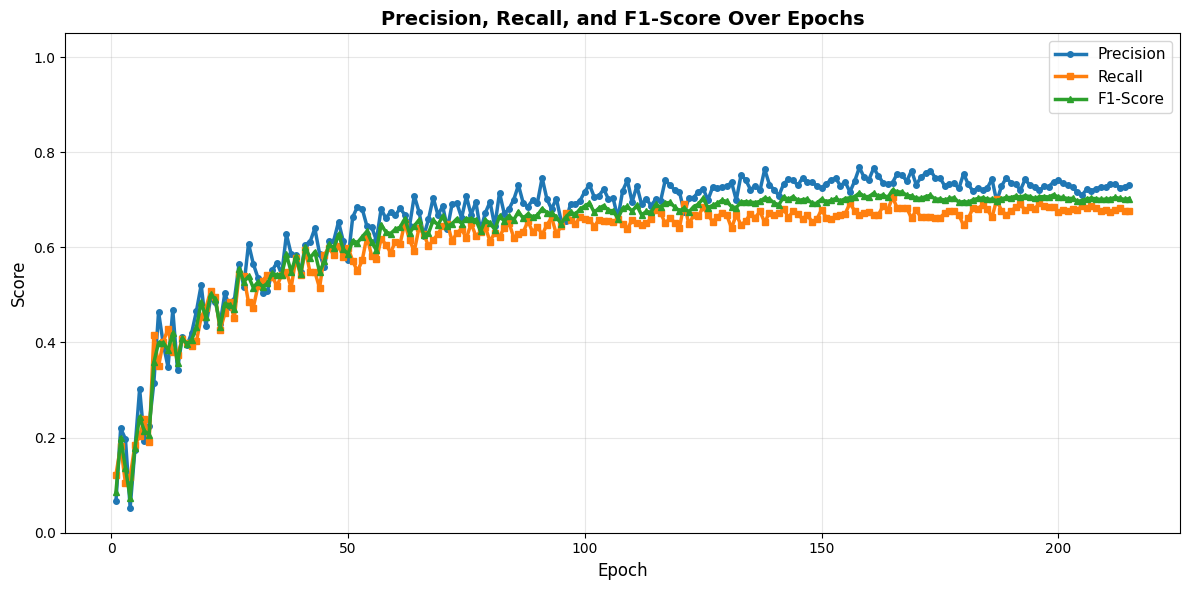 Precision, Recall, and F1-Score Over Epochs
Precision
Recall
F1-Score
1.0
0.8
0.6
0.4
0.2
0.0
Score
0
50
100
150
200
Epoch